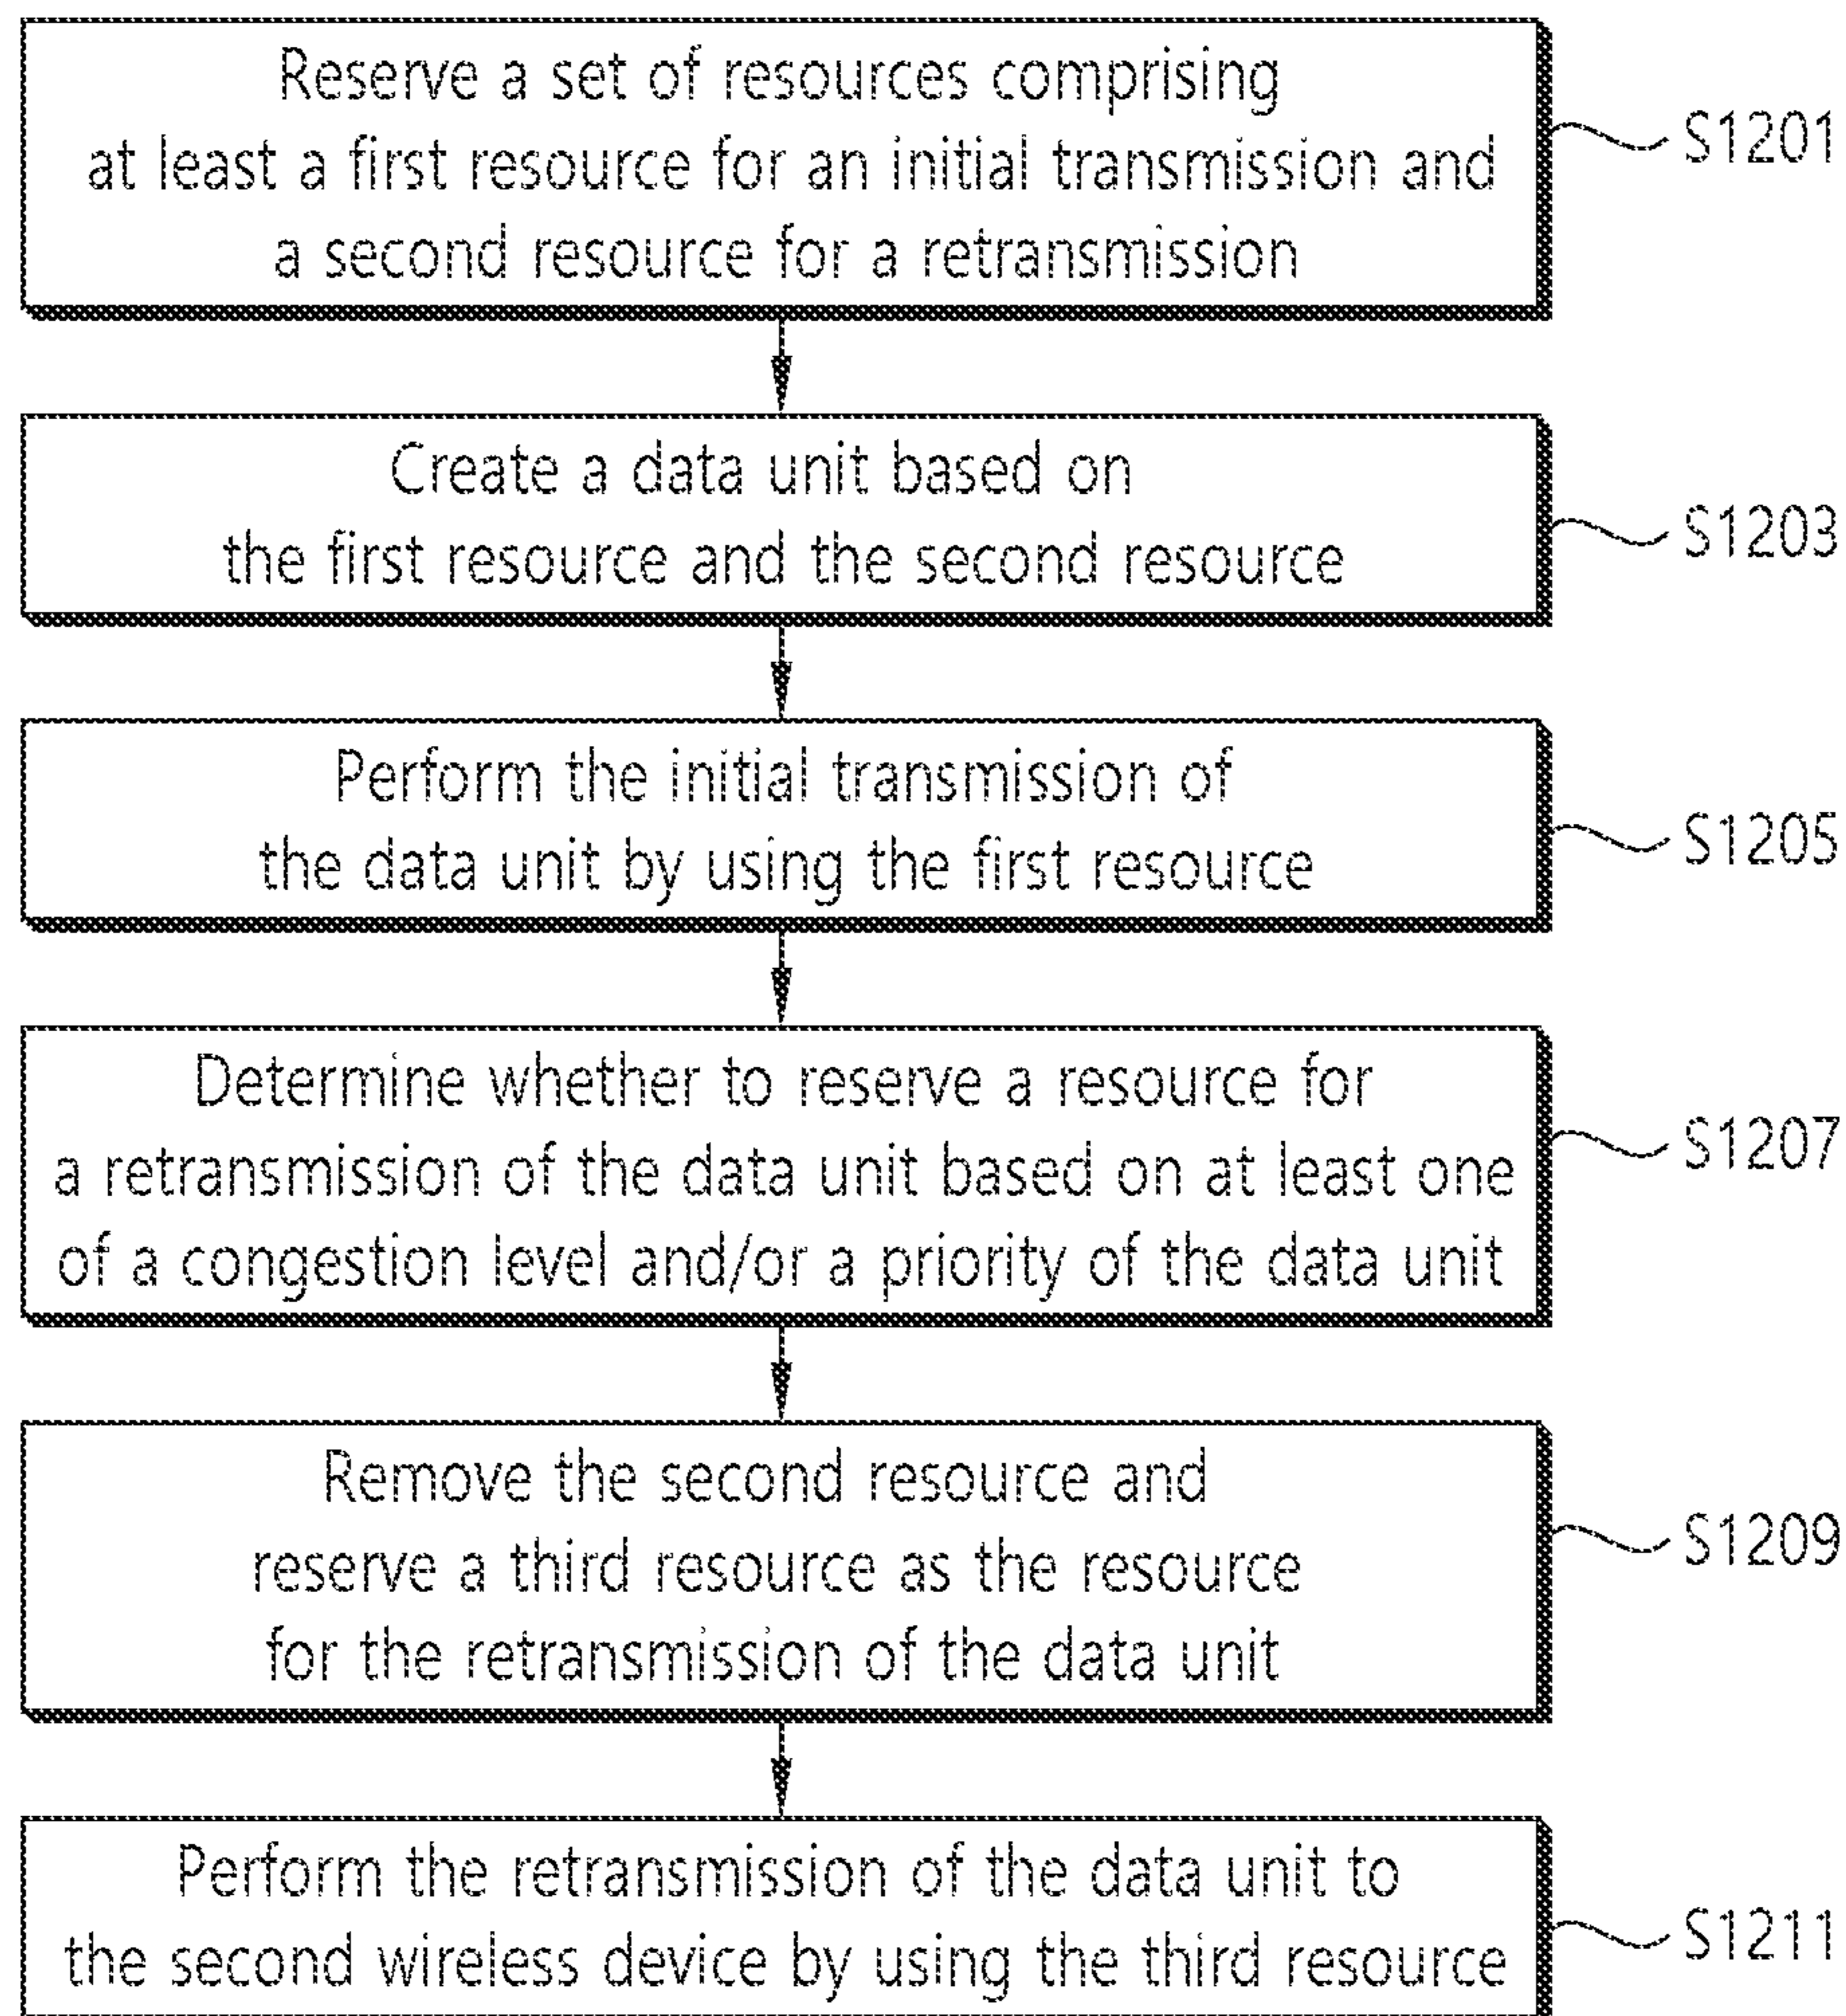 Reserve a set of resources comprising
at least a first resource for an initial transmission and
a second resource for a retransmission
S1201
Create a data unit based on
the first resource and the second resource
S1203
Perform the initial transmission of
the data unit by using the first resource
S1205
Determine whether to reserve a resource for
a retransmission of the data unit based on at least one
of a congestion level and/or a priority of the data unit
S1207
Remove the second resource and
reserve a third resource as the resource
for the retransmission of the data unit
S1209
Perform the retransmission of the data unit to
the second wireless device by using the third resource
S1211